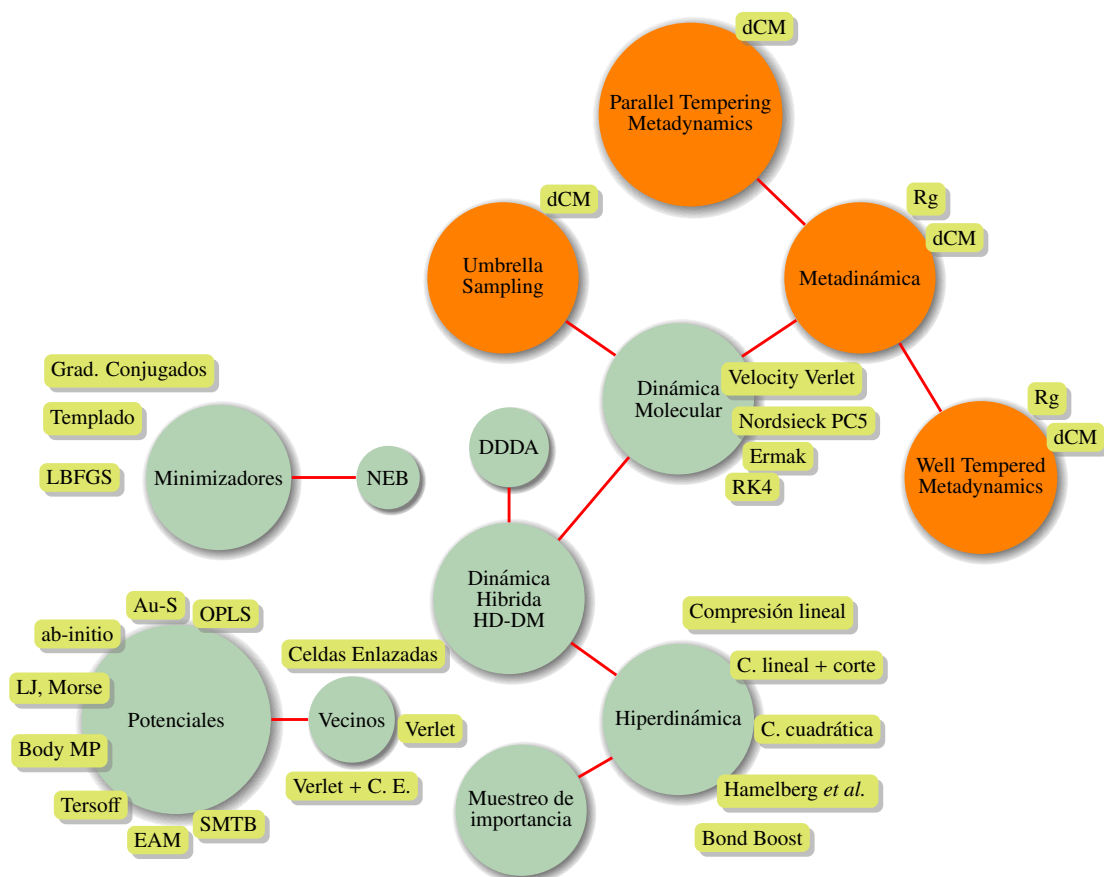 dCM
Parallel Tempering
Metadynamics
dCM
Umbrella
Sampling
Rg
dCM
Metadinámica
Grad. Conjugados
Templado
LBFGS
Minimizadores
NEB
DDDA
Dinámica
Molecular
Velocity Verlet
Nordsieck PC5
Ermak
RK4
Rg
dCM
Well Tempered
Metadynamics
Dinámica
Hibrida
HD-DM
Au-S
OPLS
ab-initio
LJ, Morse
Body MP
Tersoff
EAM
SMTB
Potenciales
Celdas Enlazadas
Vecinos
Verlet
Verlet + C. E.
Compresión lineal
C. lineal + corte
C. cuadrática
Hamelberg et al.
Bond Boost
Hiperdinámica
Muestreo de
importancia